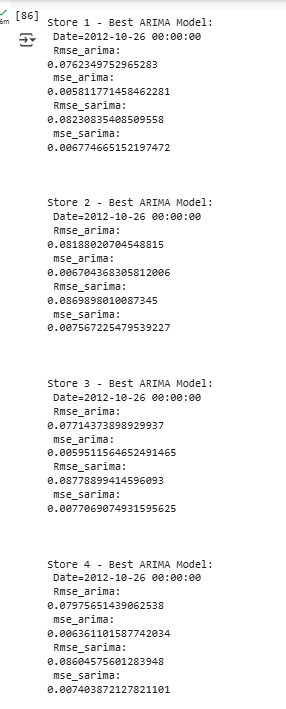 [86]
6m
Store 1 - Best ARIMA Model:
Date=2012-10-26 00:00:00
Rmse_arima:
0.0762349752965283
mse_arima:
0.005811771458462281
Rmse_sarima:
0.08230835408509558
mse_sarima:
0.006774665152197472
Store 2 - Best ARIMA Model:
Date=2012-10-26 00:00:00
Rmse_arima:
0.08188020704548815
mse_arima:
0.006704368305812006
Rmse_sarima:
0.0869898010087345
mse_sarima:
0.007567225479539227
Store 3 - Best ARIMA Model:
Date=2012-10-26 00:00:00
Rmse_arima:
0.07714373898929937
mse_arima:
0.0059511564652491465
Rmse_sarima:
0.08778899414596093
mse_sarima:
0.0077069074931595625
Store 4 - Best ARIMA Model:
Date=2012-10-26 00:00:00
Rmse_arima:
0.07975651439062538
mse_arima:
0.006361101587742034
Rmse_sarima:
0.08604575601283948
mse_sarima:
0.007403872127821101